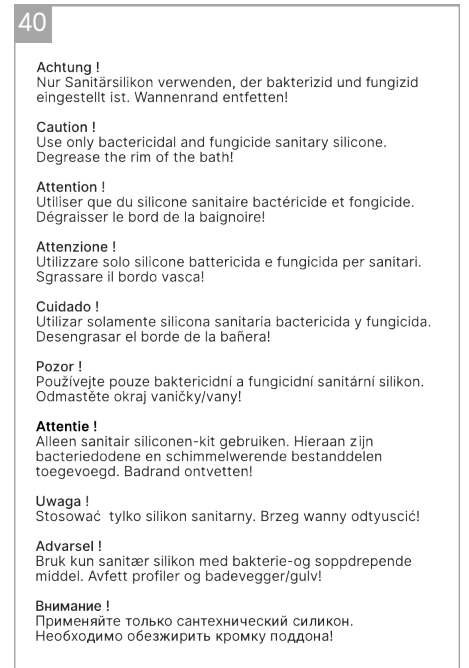 40
Achtung !
Nur Sanitärsilikon verwenden, der bakterizid und fungizid
eingestellt ist. Wannenrand entfetten!
Caution !
Use only bactericidal and fungicide sanitary silicone.
Degrease the rim of the bath!
Attention !
Utiliser que du silicone sanitaire bactéricide et fongicide.
Dégraisser le bord de la baignoire!
Attenzione !
Utilizzare solo silicone battericida e fungicida per sanitari.
Sgrassare il bordo vasca!
Cuidado !
Utilizar solamente silicona sanitaria bactericida y fungicida.
Desengrasar el borde de la bañera!
Pozor !
Používejte pouze baktericidní a fungicidní sanitární silikon.
Odmastěte okraj vaničky/vany!
Attentie !
Alleen sanitair siliconen-kit gebruiken. Hieraan zijn
bacteriedodene en schimmelwerende bestanddelen
toegevoegd. Badrand ontvetten!
Uwaga !
Stosować tylko silikon sanitarny. Brzeg wanny odtyuscić!
Advarsel !
Bruk kun sanitær silikon med bakterie-og soppdrepende
middel. Avfett profiler og badevegger/gulv!
Внимание !
Применяйте только сантехнический силикон.
Необходимо обезжирить кромку поддона!